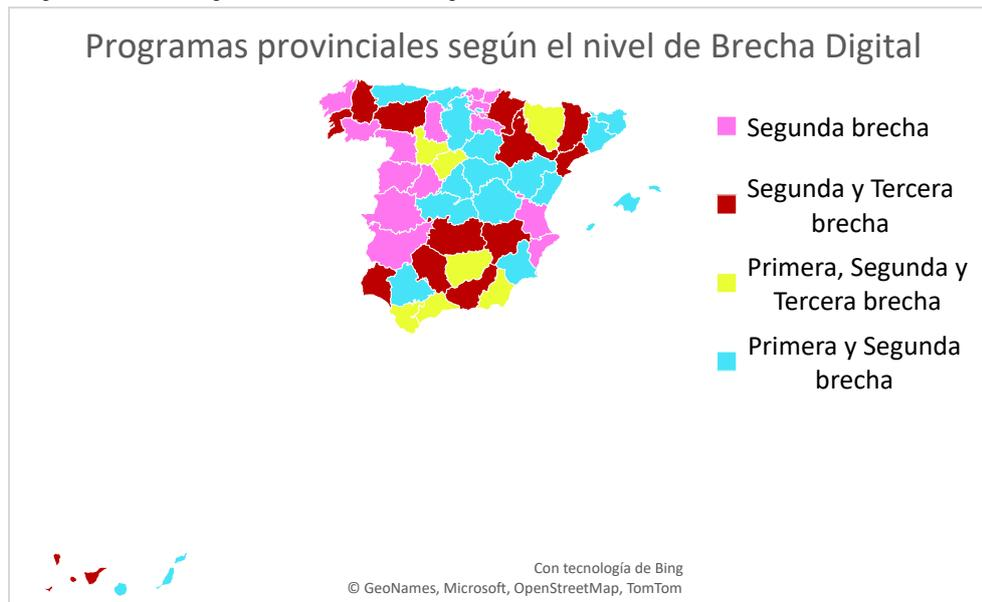 Programas provinciales según el nivel de Brecha Digital
Segunda brecha
Segunda y Tercera
brecha
Primera, Segunda y
Tercera brecha
Primera y Segunda
brecha
Con tecnología de Bing
© GeoNames, Microsoft, OpenStreetMap, TomTom